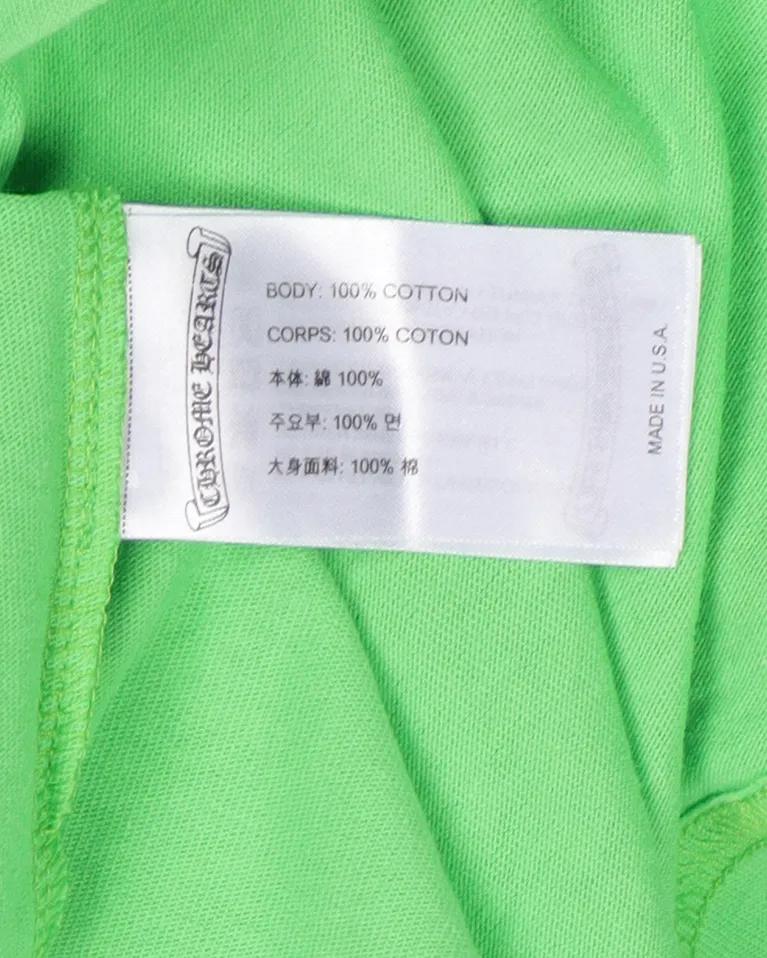 CHROME HEARTS
BODY: 100% COTTON
CORPS: 100% COTON
本体: 綿 100%
주요부: 100% 면
大身面料: 100% 棉
MADE IN U.S.A.